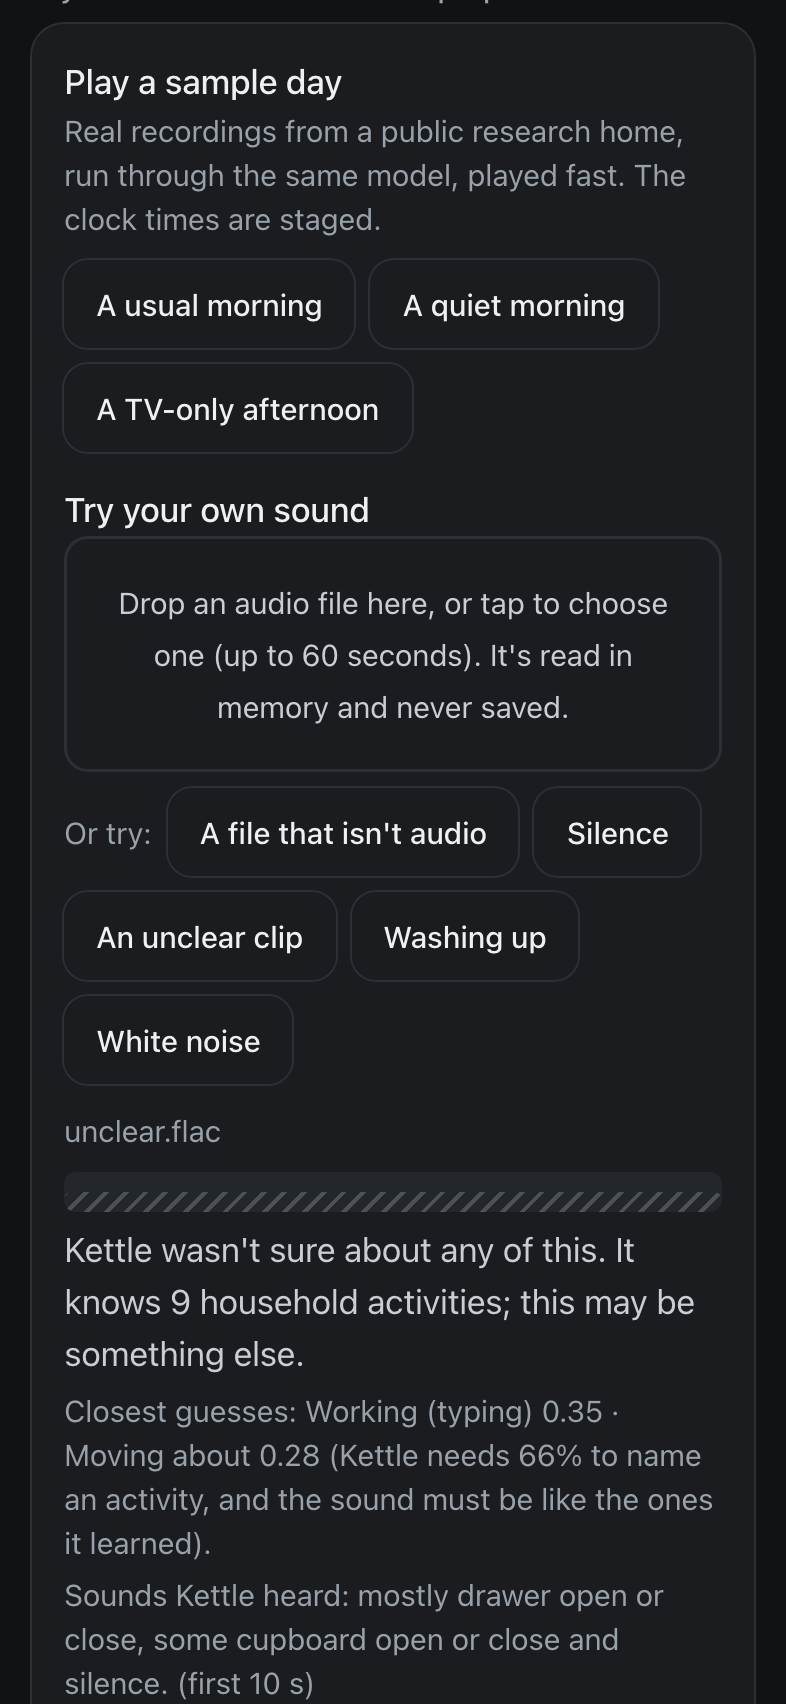 Play a sample day
Real recordings from a public research home,
run through the same model, played fast. The
clock times are staged.
A usual morning
A quiet morning
A TV-only afternoon
Try your own sound
Drop an audio file here, or tap to choose
one (up to 60 seconds). It's read in
memory and never saved.
Or try:
A file that isn't audio
Silence
An unclear clip
Washing up
White noise
unclear.flac
Kettle wasn't sure about any of this. It
knows 9 household activities; this may be
something else.
Closest guesses: Working (typing) 0.35 ·
Moving about 0.28 (Kettle needs 66% to name
an activity, and the sound must be like the ones
it learned).
Sounds Kettle heard: mostly drawer open or
close, some cupboard open or close and
silence. (first 10 s)